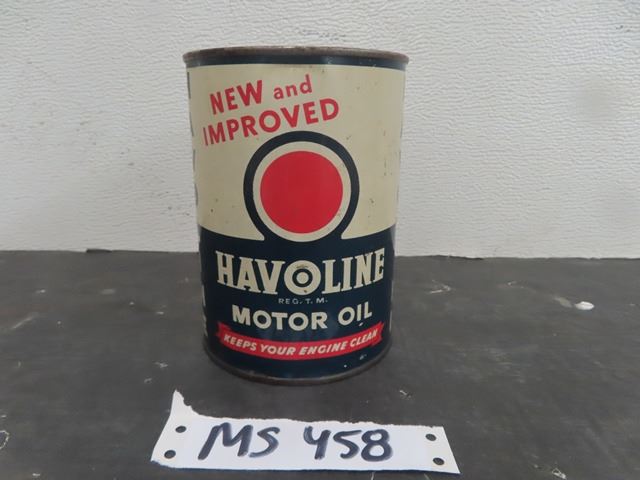 NEW and
IMPROVED
HAVOLINE
REG. T. M.
MOTOR OIL
KEEPS YOUR ENGINE CLEAN
MS 458